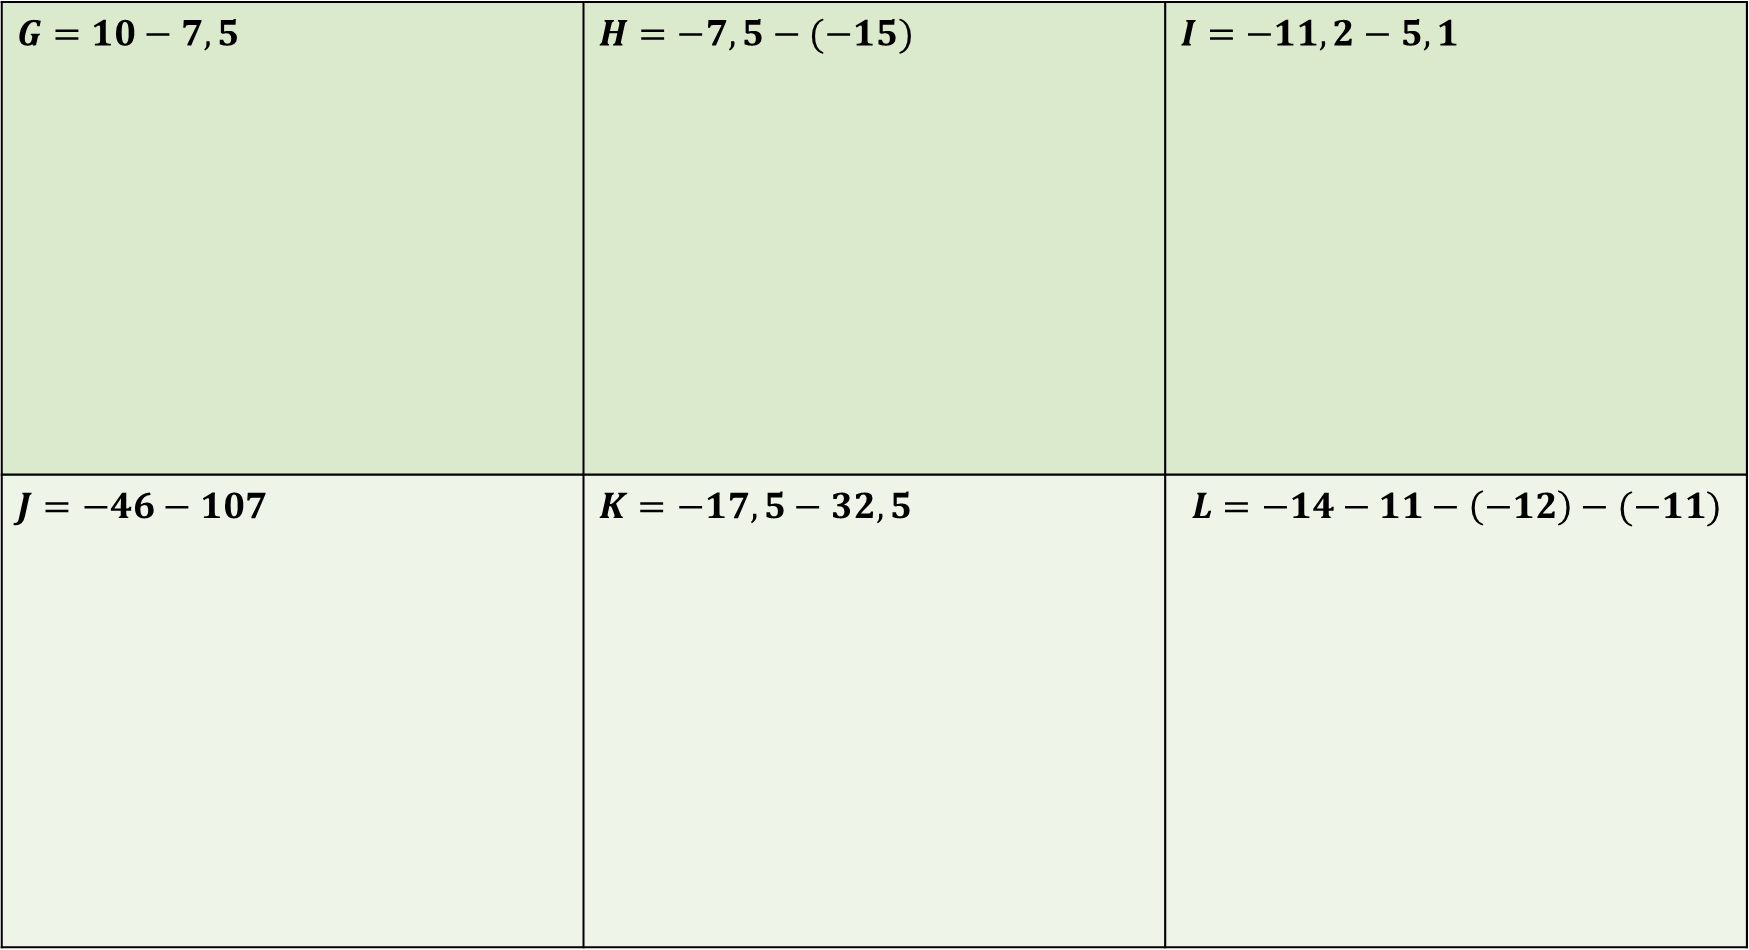 G = 10 − 7,5
H = −7,5 − (−15)
I = −11,2 − 5,1
J = −46 − 107
K = −17,5 − 32,5
L = −14 − 11 − (−12) − (−11)